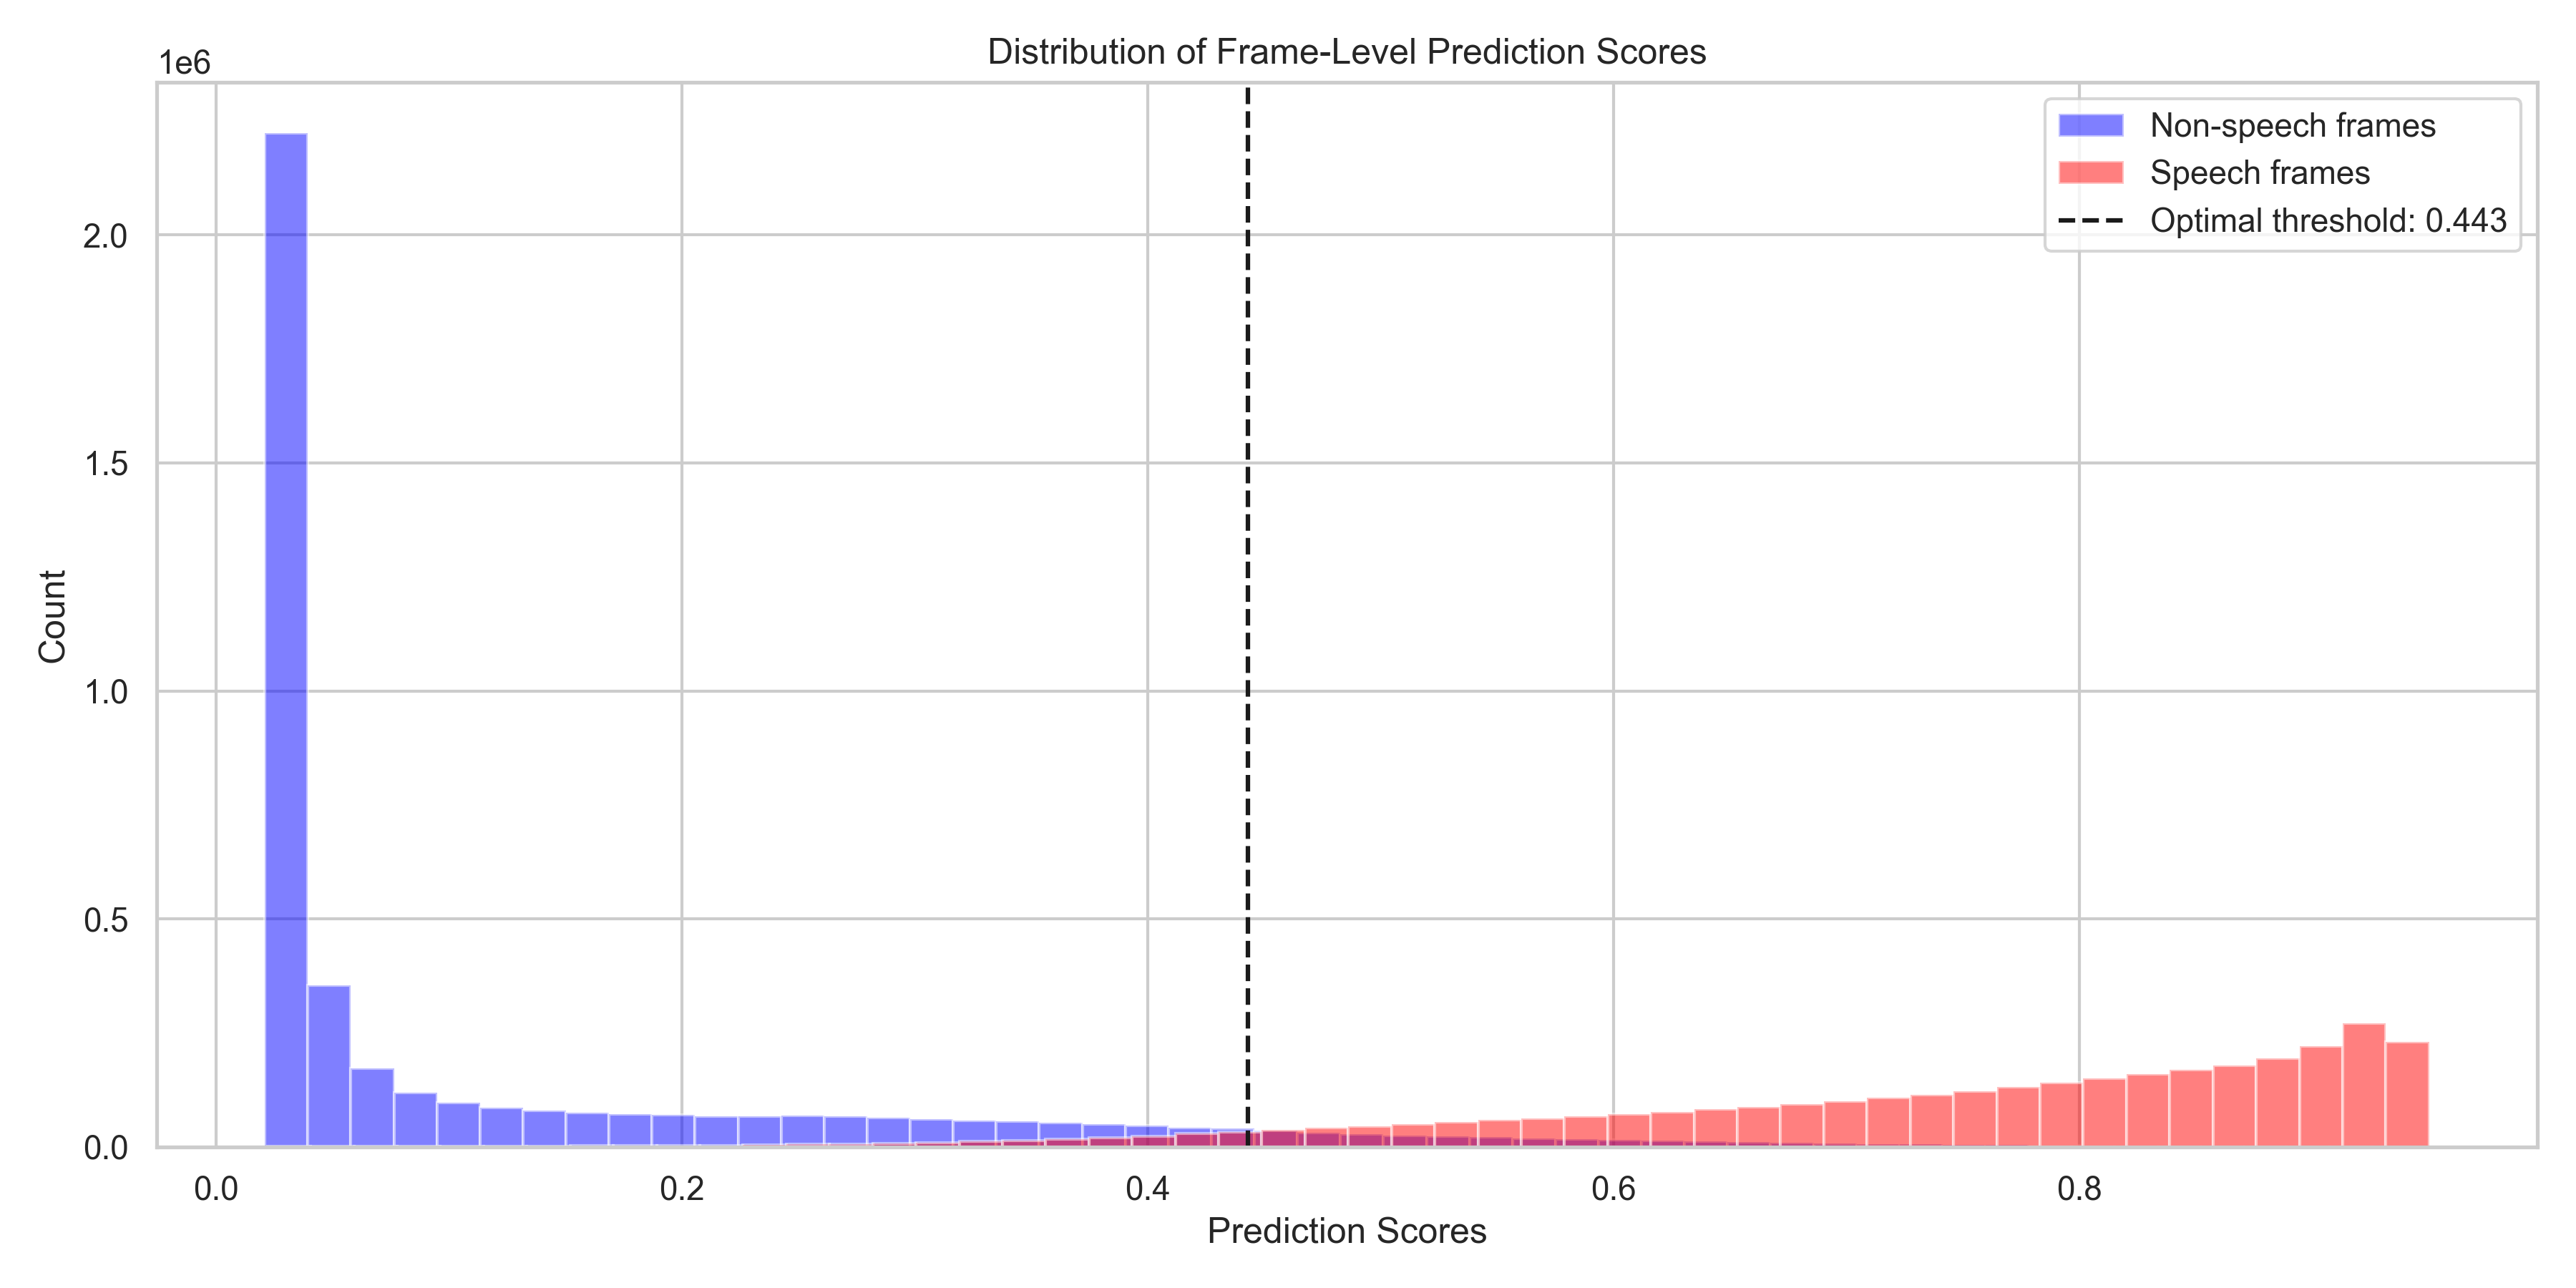 Distribution of Frame-Level Prediction Scores
1e6
Non-speech frames
Speech frames
Optimal threshold: 0.443
2.0
1.5
1.0
0.5
0.0
Count
0.0 0.2 0.4 0.6 0.8
Prediction Scores